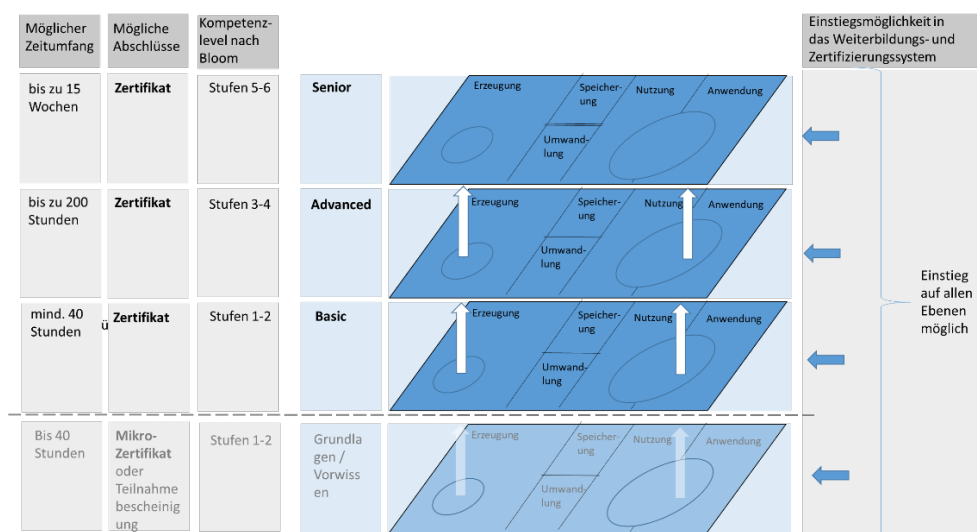 Möglicher
Zeitumfang
Mögliche
Abschlüsse
Kompetenz-
level nach
Bloom
Einstiegsmöglichkeit in
das Weiterbildungs- und
Zertifizierungssystem
bis zu 15
Wochen
Zertifikat
Stufen 5-6
Senior
Erzeugung
Speicher-
ung
Nutzung
Anwendung
Umwand-
lung
bis zu 200
Stunden
Zertifikat
Stufen 3-4
Advanced
Erzeugung
Speicher-
ung
Nutzung
Anwendung
Umwand-
lung
Einstieg
auf allen
Ebenen
möglich
mind. 40
Stunden
ü
Zertifikat
Stufen 1-2
Basic
Erzeugung
Speicher-
ung
Nutzung
Anwendung
Umwand-
lung
Bis 40
Stunden
Mikro-
Zertifikat
oder
Teilnahme
bescheinig
ung
Stufen 1-2
Grundla
gen /
Vorwiss
en
Erzeugung
Speicher-
ung
Nutzung
Anwendung
Umwand-
lung